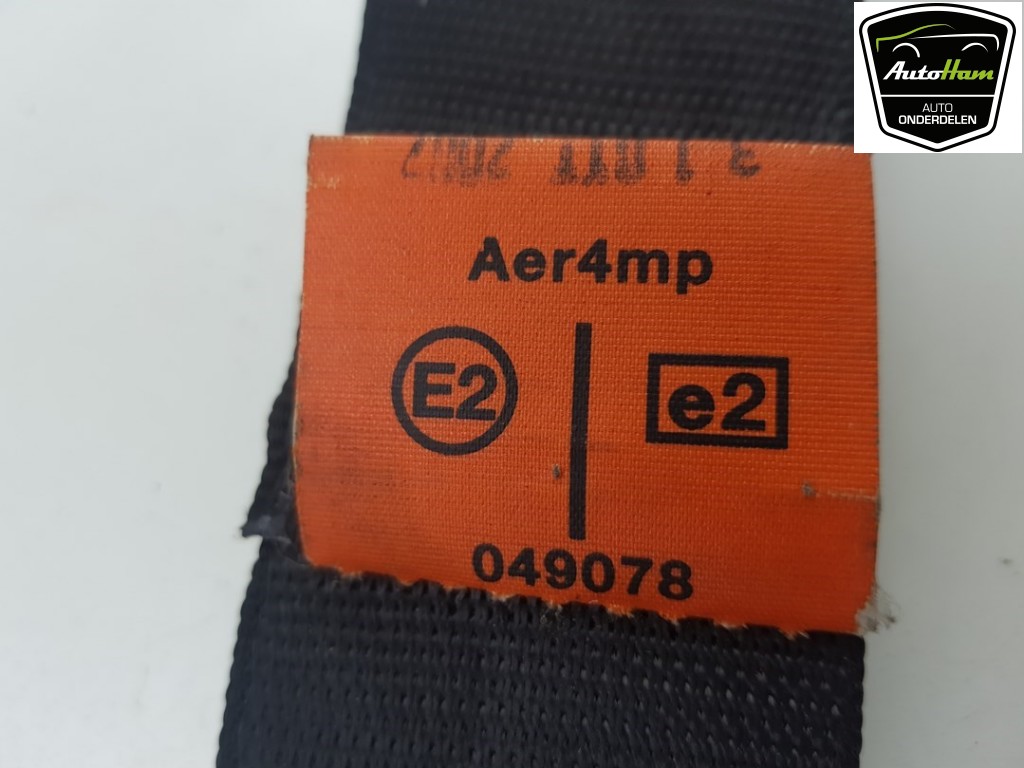 AutoHam
AUTO
ONDERDELEN
Aer4mp
E2
e2
049078